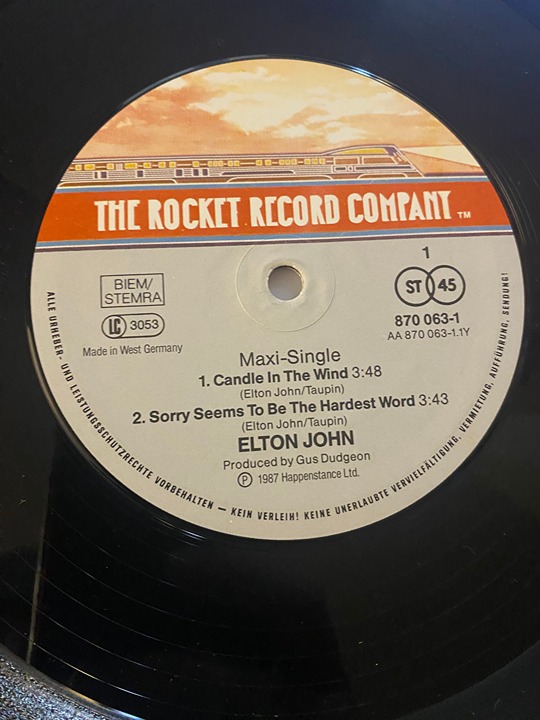 THE ROCKET RECORD COMPANY ™
BIEM/
STEMRA
LC 3053
Made in West Germany
1
ST 45
870 063-1
AA 870 063-1.1Y
Maxi-Single
1. Candle In The Wind 3:48
(Elton John/Taupin)
2. Sorry Seems To Be The Hardest Word 3:43
(Elton John/Taupin)
ELTON JOHN
Produced by Gus Dudgeon
Ⓟ 1987 Happenstance Ltd.
ALLE URHEBER- UND LEISTUNGSSCHUTZRECHTE VORBEHALTEN – KEIN VERLEIH! KEINE UNERLAUBTE VERVIELFÄLTIGUNG, VERMIETUNG, AUFFÜHRUNG, SENDUNG!